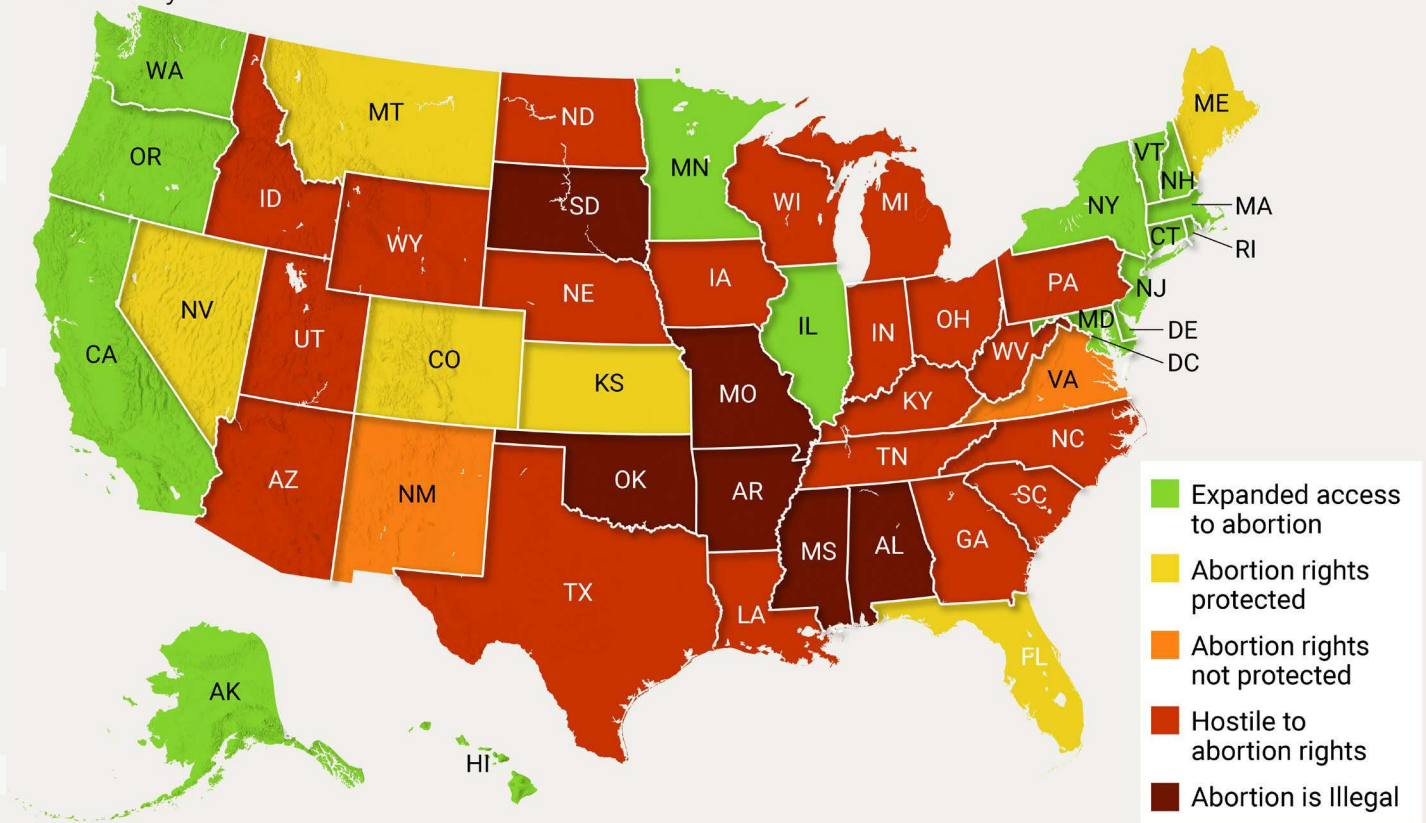 WA
MT
ND
ME
OR
MN
VT
ID
SD
WI
MI
NH
NY
MA
WY
CT
RI
IA
PA
NE
NJ
NV
UT
IL
IN
OH
MD
DE
CA
CO
KS
WV
DC
MO
VA
KY
NC
TN
AZ
NM
OK
AR
SC
MS
AL
GA
TX
LA
FL
AK
HI
Expanded access
to abortion
Abortion rights
protected
Abortion rights
not protected
Hostile to
abortion rights
Abortion is Illegal